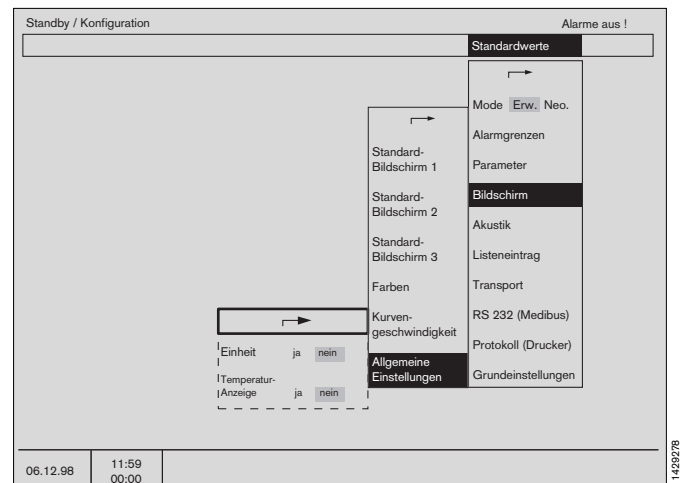 Standby / Konfiguration
Alarme aus !
Standardwerte
Mode Erw. Neo.
Alarmgrenzen
Parameter
Bildschirm
Akustik
Listeneintrag
Transport
RS 232 (Medibus)
Protokoll (Drucker)
Grundeinstellungen
Standard-
Bildschirm 1
Standard-
Bildschirm 2
Standard-
Bildschirm 3
Farben
Kurven-
geschwindigkeit
Allgemeine
Einstellungen
Einheit ja nein
Temperatur-
Anzeige ja nein
06.12.98
11:59
00:00
1429278